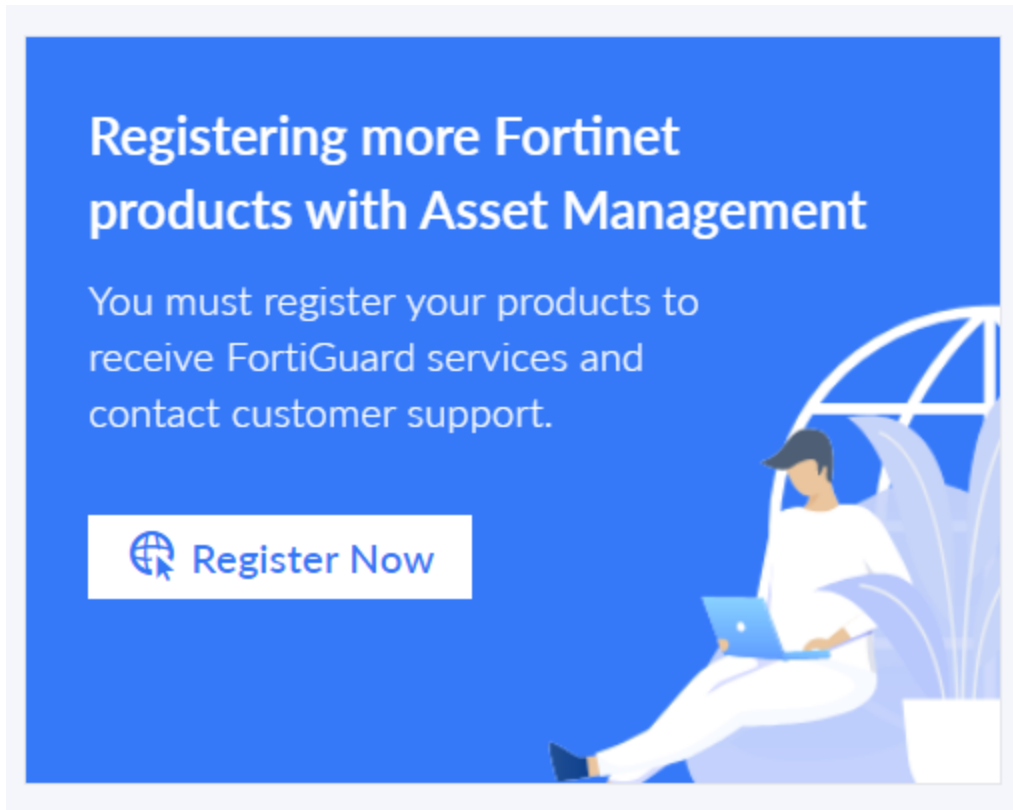 Registering more Fortinet
products with Asset Management
You must register your products to
receive FortiGuard services and
contact customer support.
Register Now